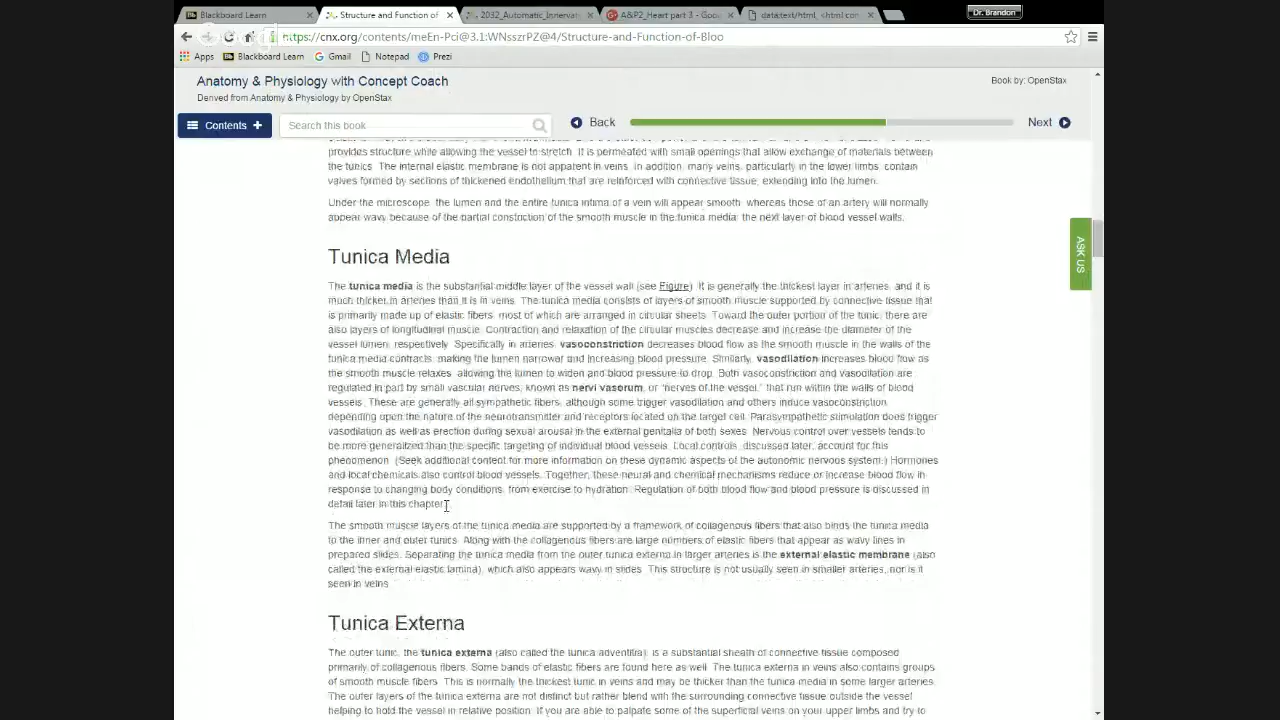 Blackboard Learn
Structure and Function of
2032_Automatic_Innervati
A&P2_Heart part 3 - Goo
data:text/html, <html con
Dr. Brandon
https://cnx.org/contents/meEn-Pci@3.1:WNsszrPZ@4/Structure-and-Function-of-Bloo
Apps
Blackboard Learn
Gmail
Notepad
Prezi
Anatomy & Physiology with Concept Coach
Book by: OpenStax
Derived from Anatomy & Physiology by OpenStax
Contents +
Search this book
Back
Next
provides structure while allowing the vessel to stretch. It is permeated with small openings that allow exchange of materials between
the tunics. The internal elastic membrane is not apparent in veins. In addition, many veins, particularly in the lower limbs, contain
valves formed by sections of thickened endothelium that are reinforced with connective tissue, extending into the lumen.
Under the microscope, the lumen and the entire tunica intima of a vein will appear smooth, whereas those of an artery will normally
appear wavy because of the partial constriction of the smooth muscle in the tunica media, the next layer of blood vessel walls.
ASK US
Tunica Media
The tunica media is the substantial middle layer of the vessel wall (see Figure). It is generally the thickest layer in arteries, and it is
much thicker in arteries than it is in veins. The tunica media consists of layers of smooth muscle supported by connective tissue that
is primarily made up of elastic fibers, most of which are arranged in circular sheets. Toward the outer portion of the tunic, there are
also layers of longitudinal muscle. Contraction and relaxation of the circular muscles decrease and increase the diameter of the
vessel lumen, respectively. Specifically in arteries, vasoconstriction decreases blood flow as the smooth muscle in the walls of the
tunica media contracts, making the lumen narrower and increasing blood pressure. Similarly, vasodilation increases blood flow as
the smooth muscle relaxes, allowing the lumen to widen and blood pressure to drop. Both vasoconstriction and vasodilation are
regulated in part by small vascular nerves, known as nervi vasorum, or "nerves of the vessel," that run within the walls of blood
vessels. These are generally all sympathetic fibers, although some trigger vasodilation and others induce vasoconstriction,
depending upon the nature of the neurotransmitter and receptors located on the target cell. Parasympathetic stimulation does trigger
vasodilation as well as erection during sexual arousal in the external genitalia of both sexes. Nervous control over vessels tends to
be more generalized than the specific targeting of individual blood vessels. Local controls, discussed later, account for this
phenomenon. (Seek additional content for more information on these dynamic aspects of the autonomic nervous system.) Hormones
and local chemicals also control blood vessels. Together, these neural and chemical mechanisms reduce or increase blood flow in
response to changing body conditions, from exercise to hydration. Regulation of both blood flow and blood pressure is discussed in
detail later in this chapter.
The smooth muscle layers of the tunica media are supported by a framework of collagenous fibers that also binds the tunica media
to the inner and outer tunics. Along with the collagenous fibers are large numbers of elastic fibers that appear as wavy lines in
prepared slides. Separating the tunica media from the outer tunica externa in larger arteries is the external elastic membrane (also
called the external elastic lamina), which also appears wavy in slides. This structure is not usually seen in smaller arteries, nor is it
seen in veins.
Tunica Externa
The outer tunic, the tunica externa (also called the tunica adventitia), is a substantial sheath of connective tissue composed
primarily of collagenous fibers. Some bands of elastic fibers are found here as well. The tunica externa in veins also contains groups
of smooth muscle fibers. This is normally the thickest tunic in veins and may be thicker than the tunica media in some larger arteries.
The outer layers of the tunica externa are not distinct but rather blend with the surrounding connective tissue outside the vessel,
helping to hold the vessel in relative position. If you are able to palpate some of the superficial veins on your upper limbs and try to